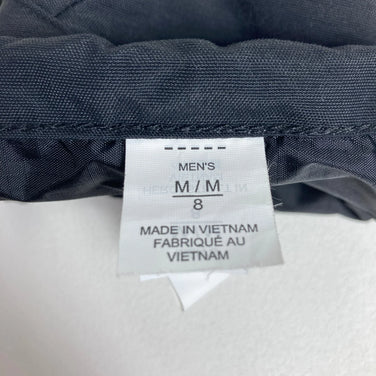 MEN'S
M / M
8
MADE IN VIETNAM
FABRIQUÉ AU
VIETNAM